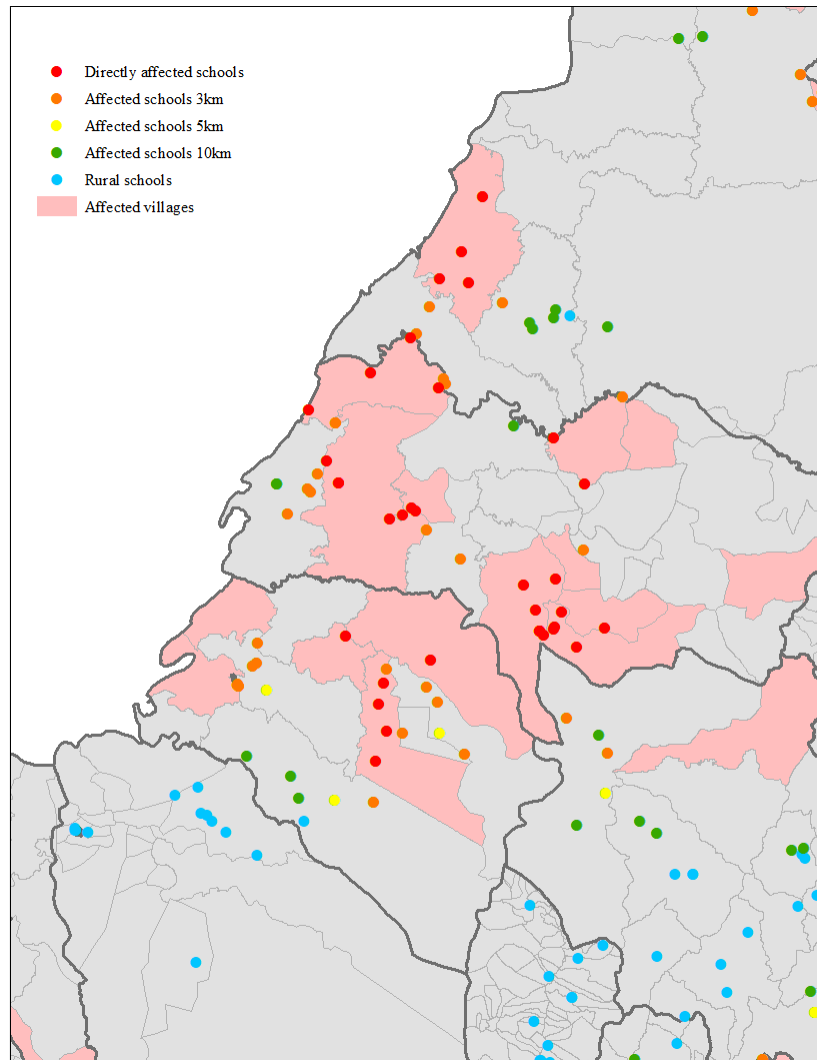 Directly affected schools
Affected schools 3km
Affected schools 5km
Affected schools 10km
Rural schools
Affected villages